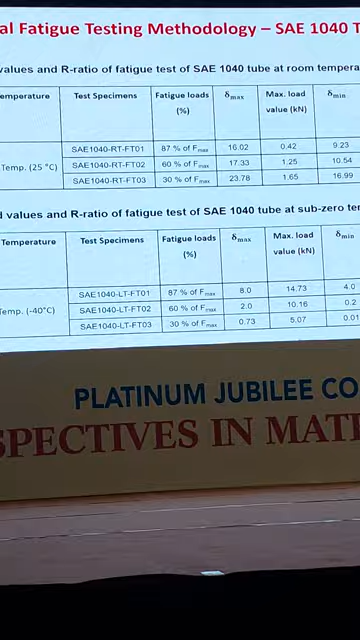 al Fatigue Testing Methodology – SAE 1040 T
values and R-ratio of fatigue test of SAE 1040 tube at room tempera
emperature Test Specimens Fatigue loads (%) δmax Max. load value (kN) δmin
Temp. (25 °C) SAE1040-RT-FT01 87 % of Fmax 16.02 0.42 9.23
SAE1040-RT-FT02 60 % of Fmax 17.33 1.25 10.54
SAE1040-RT-FT03 30 % of Fmax 23.78 1.65 16.99
d values and R-ratio of fatigue test of SAE 1040 tube at sub-zero ter
Temperature Test Specimens Fatigue loads (%) δmax Max. load value (kN) δmin
Temp. (-40°C) SAE1040-LT-FT01 87 % of Fmax 8.0 14.73 4.0
SAE1040-LT-FT02 60 % of Fmax 2.0 10.16 0.2
SAE1040-LT-FT03 30 % of Fmax 0.73 5.07 0.01
PLATINUM JUBILEE CO
SPECTIVES IN MAT